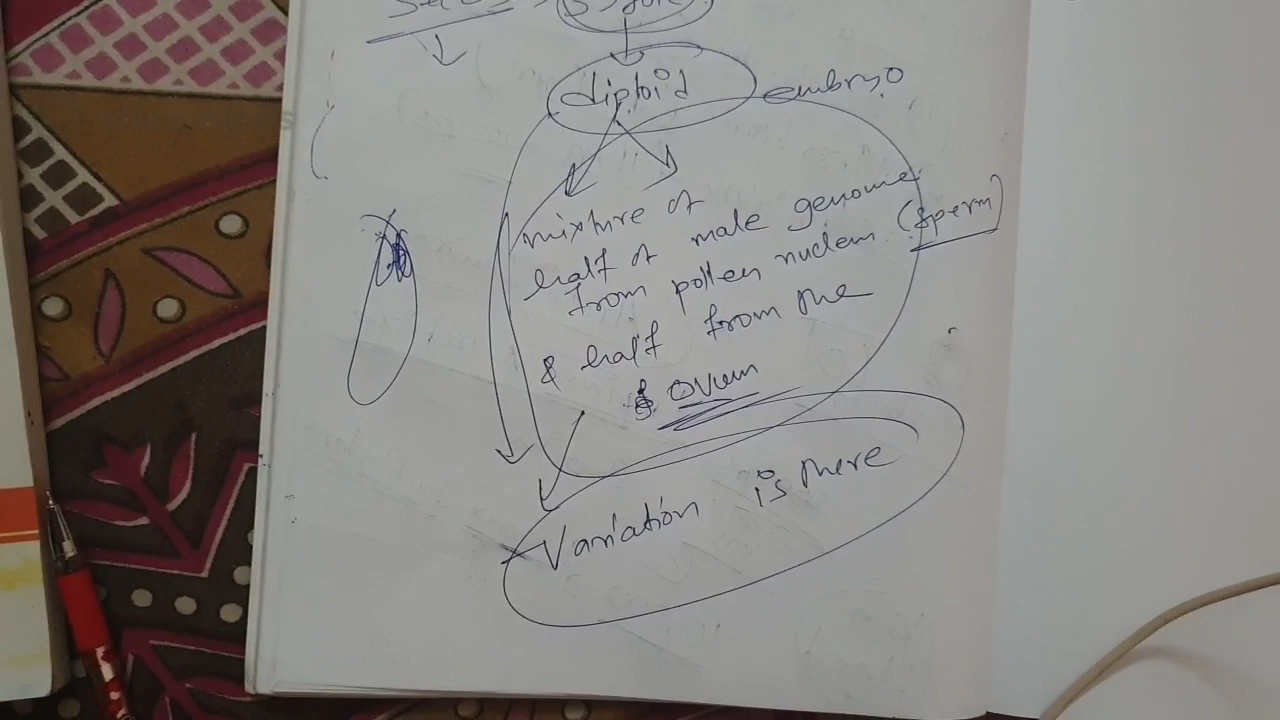 diploid embryo
mixture of
half of male genome
from pollen nucleus (sperm)
& half from the
ovum
Variation is there